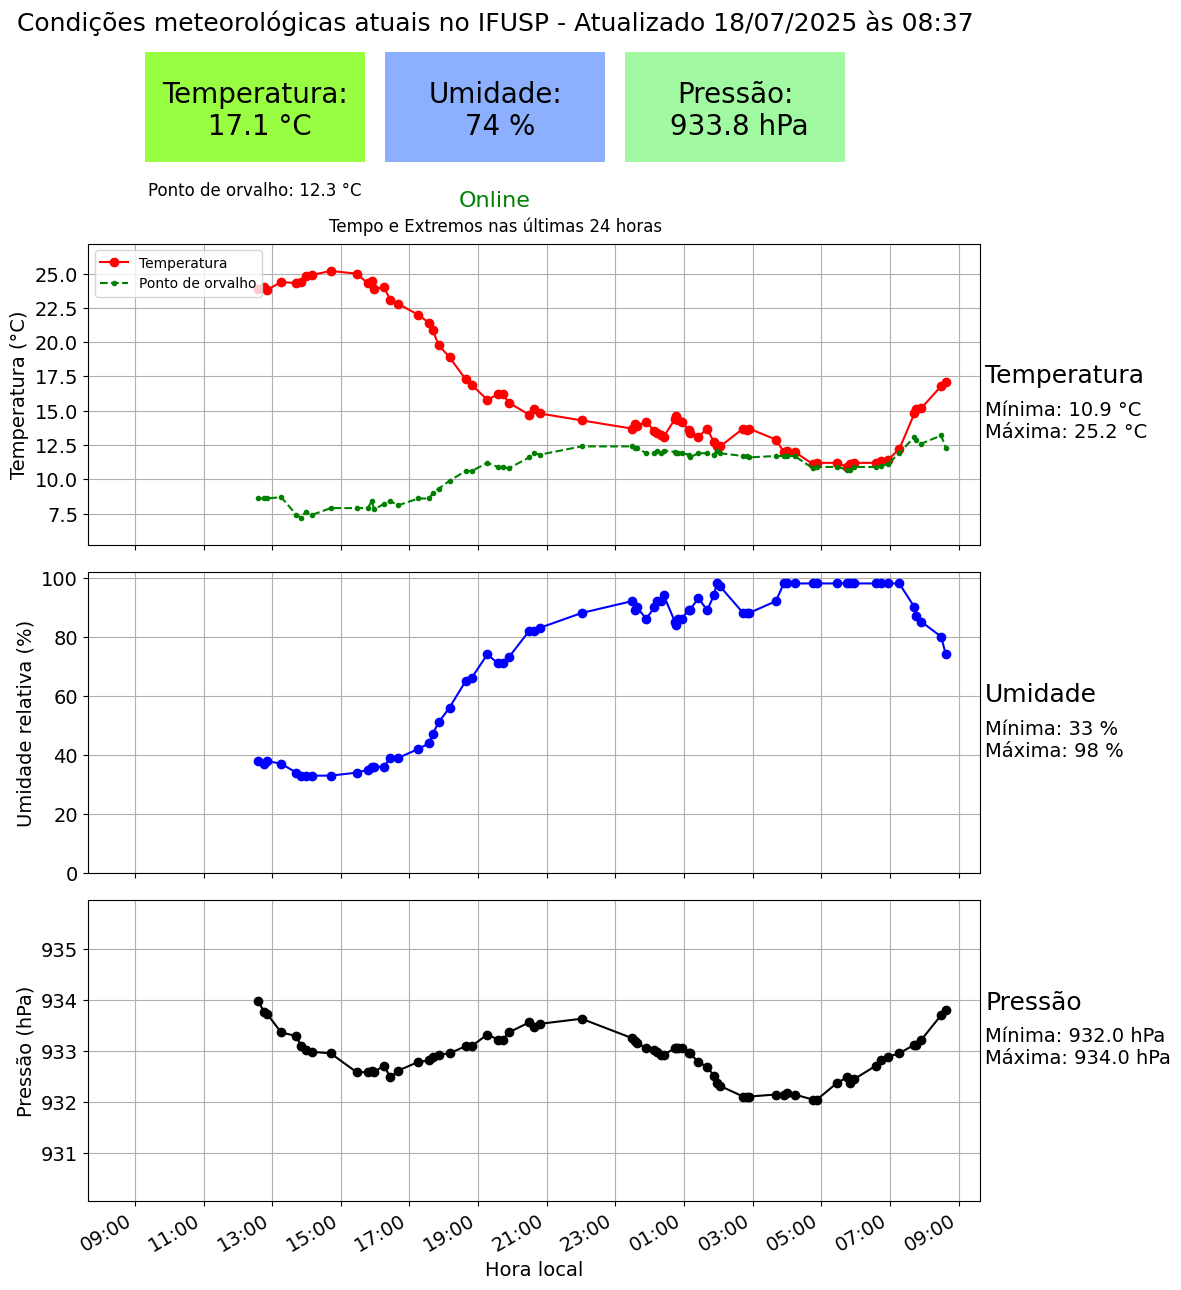 Condições meteorológicas atuais no IFUSP - Atualizado 18/07/2025 às 08:37
Temperatura:
17.1 °C
Umidade:
74 %
Pressão:
933.8 hPa
Ponto de orvalho: 12.3 °C
Online
Tempo e Extremos nas últimas 24 horas
Temperatura
Ponto de orvalho
Temperatura (°C)
25.0
22.5
20.0
17.5
15.0
12.5
10.0
7.5
Temperatura
Mínima: 10.9 °C
Máxima: 25.2 °C
Umidade relativa (%)
100
80
60
40
20
0
Umidade
Mínima: 33 %
Máxima: 98 %
Pressão (hPa)
935
934
933
932
931
Pressão
Mínima: 932.0 hPa
Máxima: 934.0 hPa
09:00 11:00 13:00 15:00 17:00 19:00 21:00 23:00 01:00 03:00 05:00 07:00 09:00
Hora local